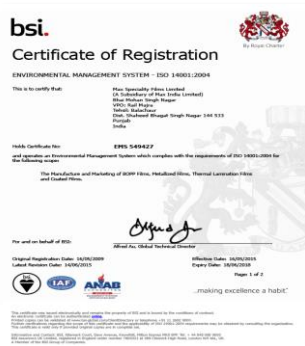 bsi.
By Royal Charter
Certificate of Registration
ENVIRONMENTAL MANAGEMENT SYSTEM - ISO 14001:2004
This is to certify that:
Max Speciality Films Limited
(A Subsidiary of Max India Limited)
Bhai Mohan Singh Nagar
VPO: Rail Majra
Tehsil: Balachaur
Dist. Shaheed Bhagat Singh Nagar 144 533
Punjab
India
Holds Certificate No:
EMS 549427
and operates an Environmental Management System which complies with the requirements of ISO 14001:2004 for
the following scope:
The Manufacture and Marketing of BOPP Films, Metallized Films, Thermal Lamination Films
and Coated Films.
For and on behalf of BSI:
Alfred Au, Global Technical Director
Original Registration Date: 16/09/2009
Effective Date: 16/09/2015
Latest Revision Date: 14/09/2015
Expiry Date: 15/09/2018
Page 1 of 2
bsi.
IAF
ANAB
...making excellence a habit.